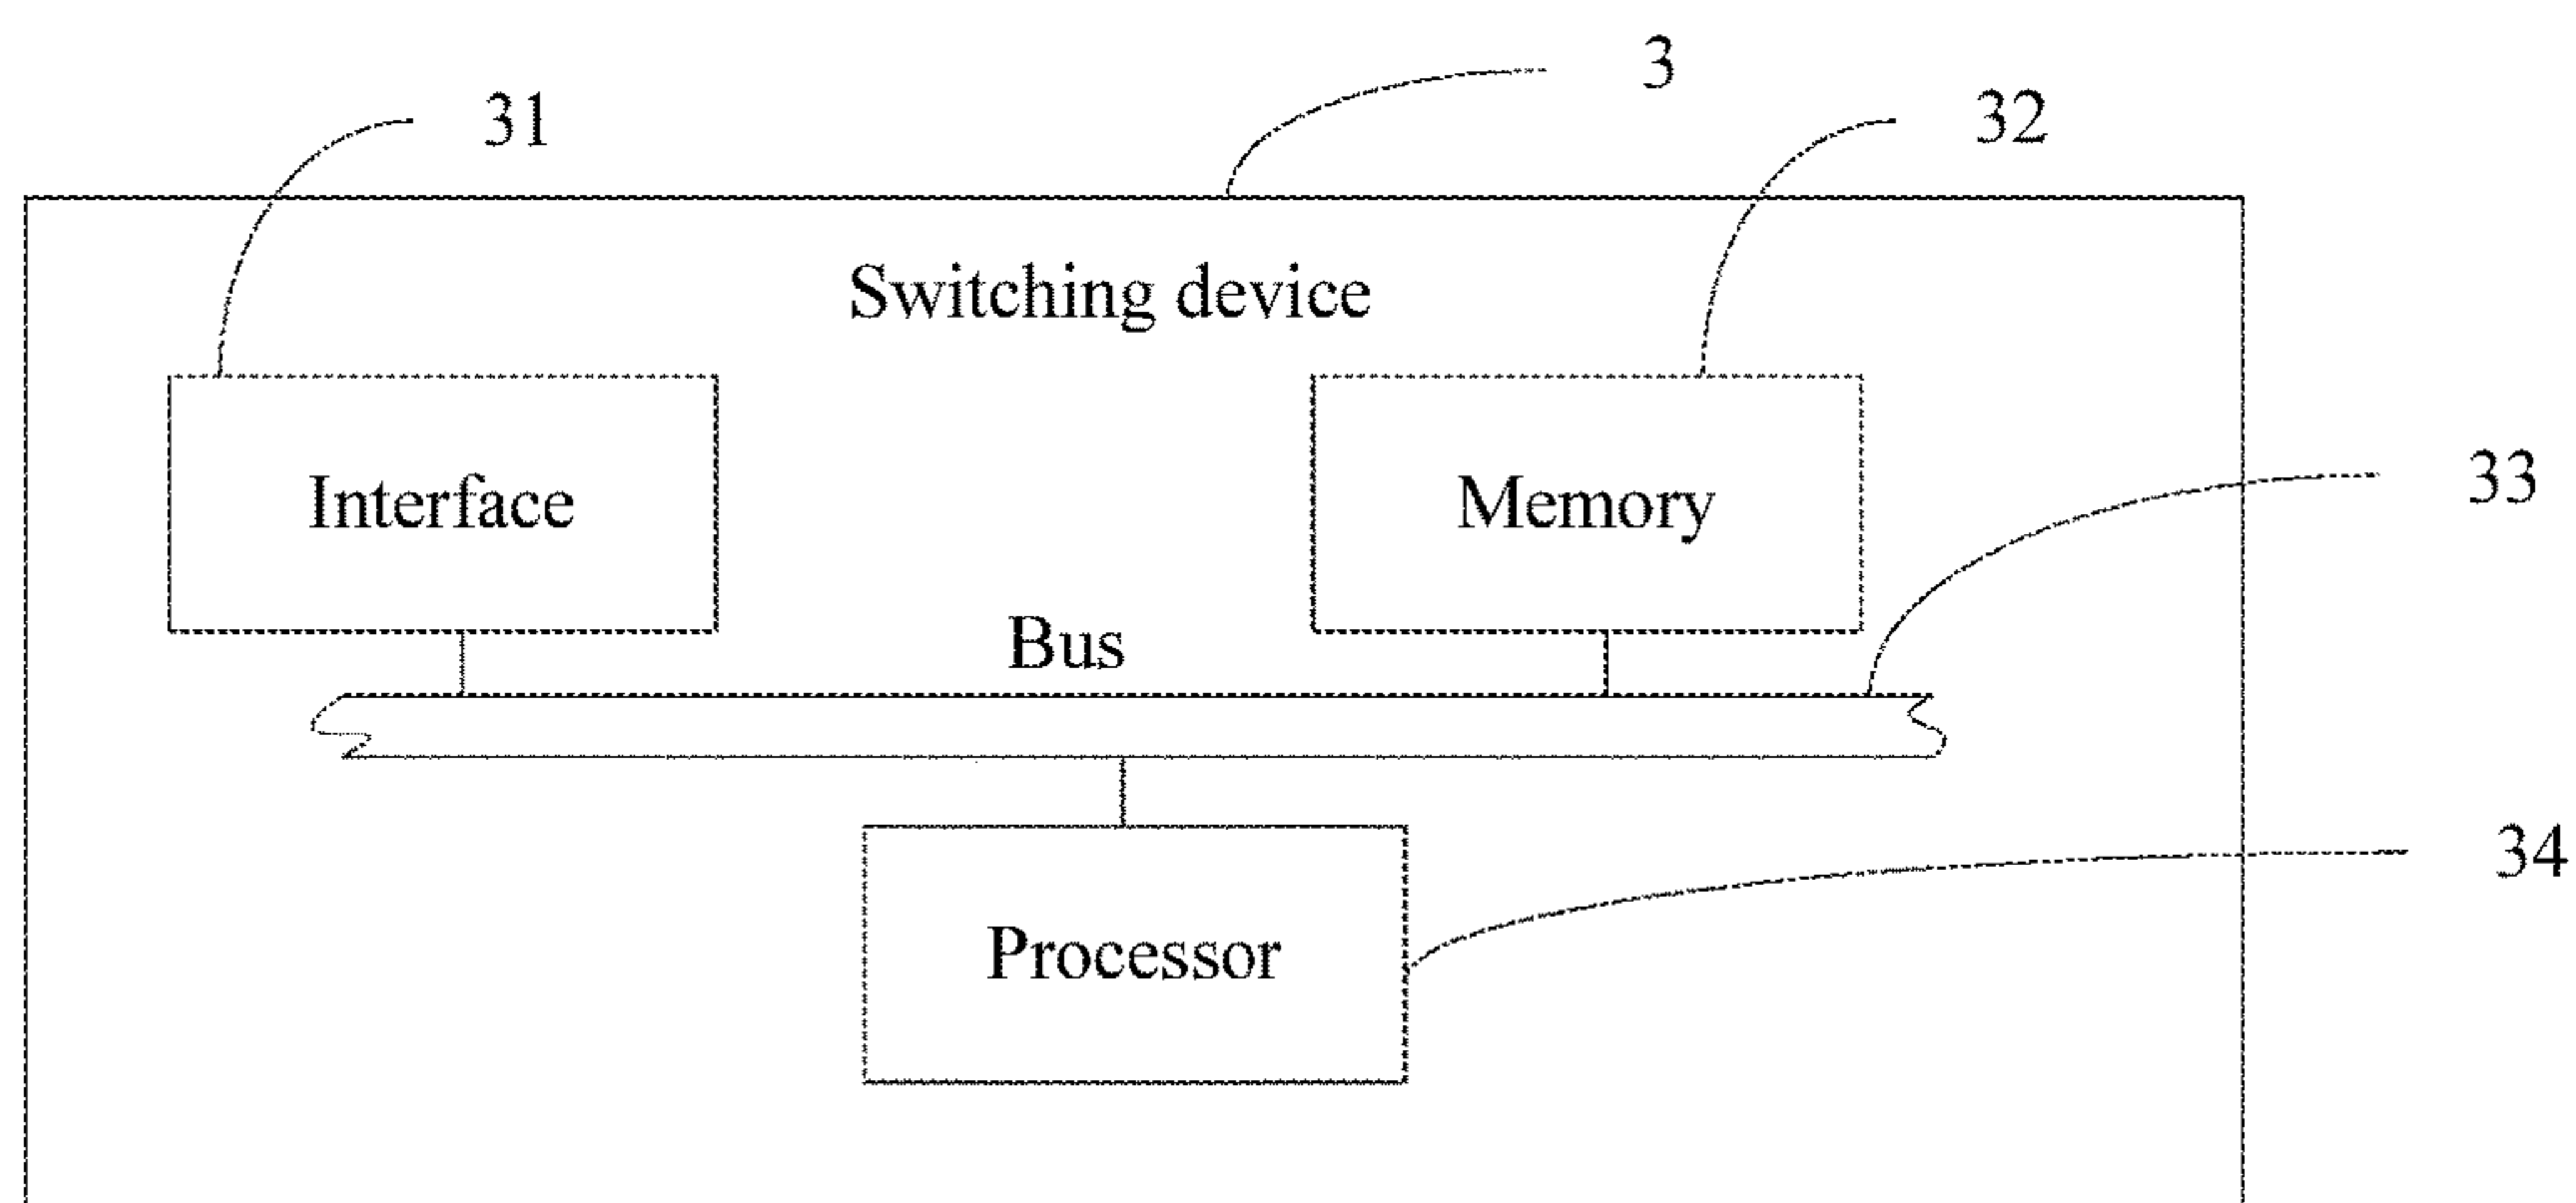 3
31
32
Switching device
Interface
Memory
33
Bus
34
Processor